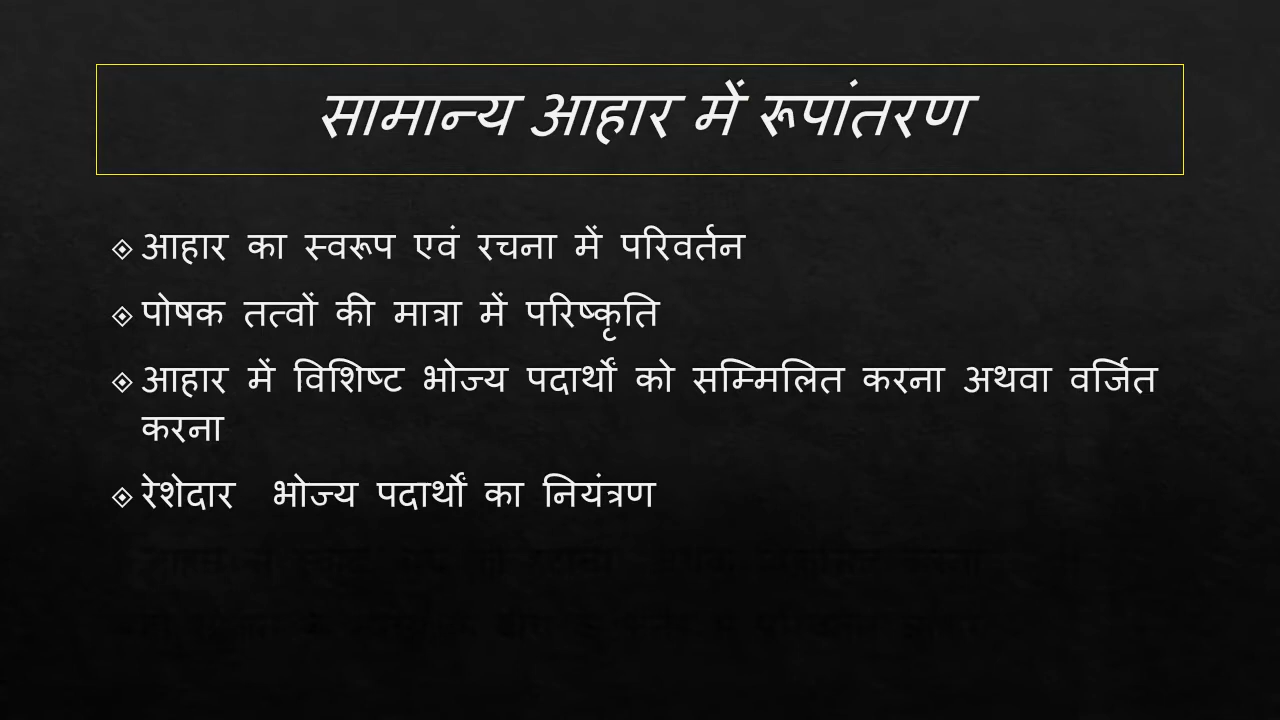 सामान्य आहार में रूपांतरण
आहार का स्वरूप एवं रचना में परिवर्तन
पोषक तत्वों की मात्रा में परिष्कृति
आहार में विशिष्ट भोज्य पदार्थों को सम्मिलित करना अथवा वर्जित
करना
रेशेदार भोज्य पदार्थों का नियंत्रण